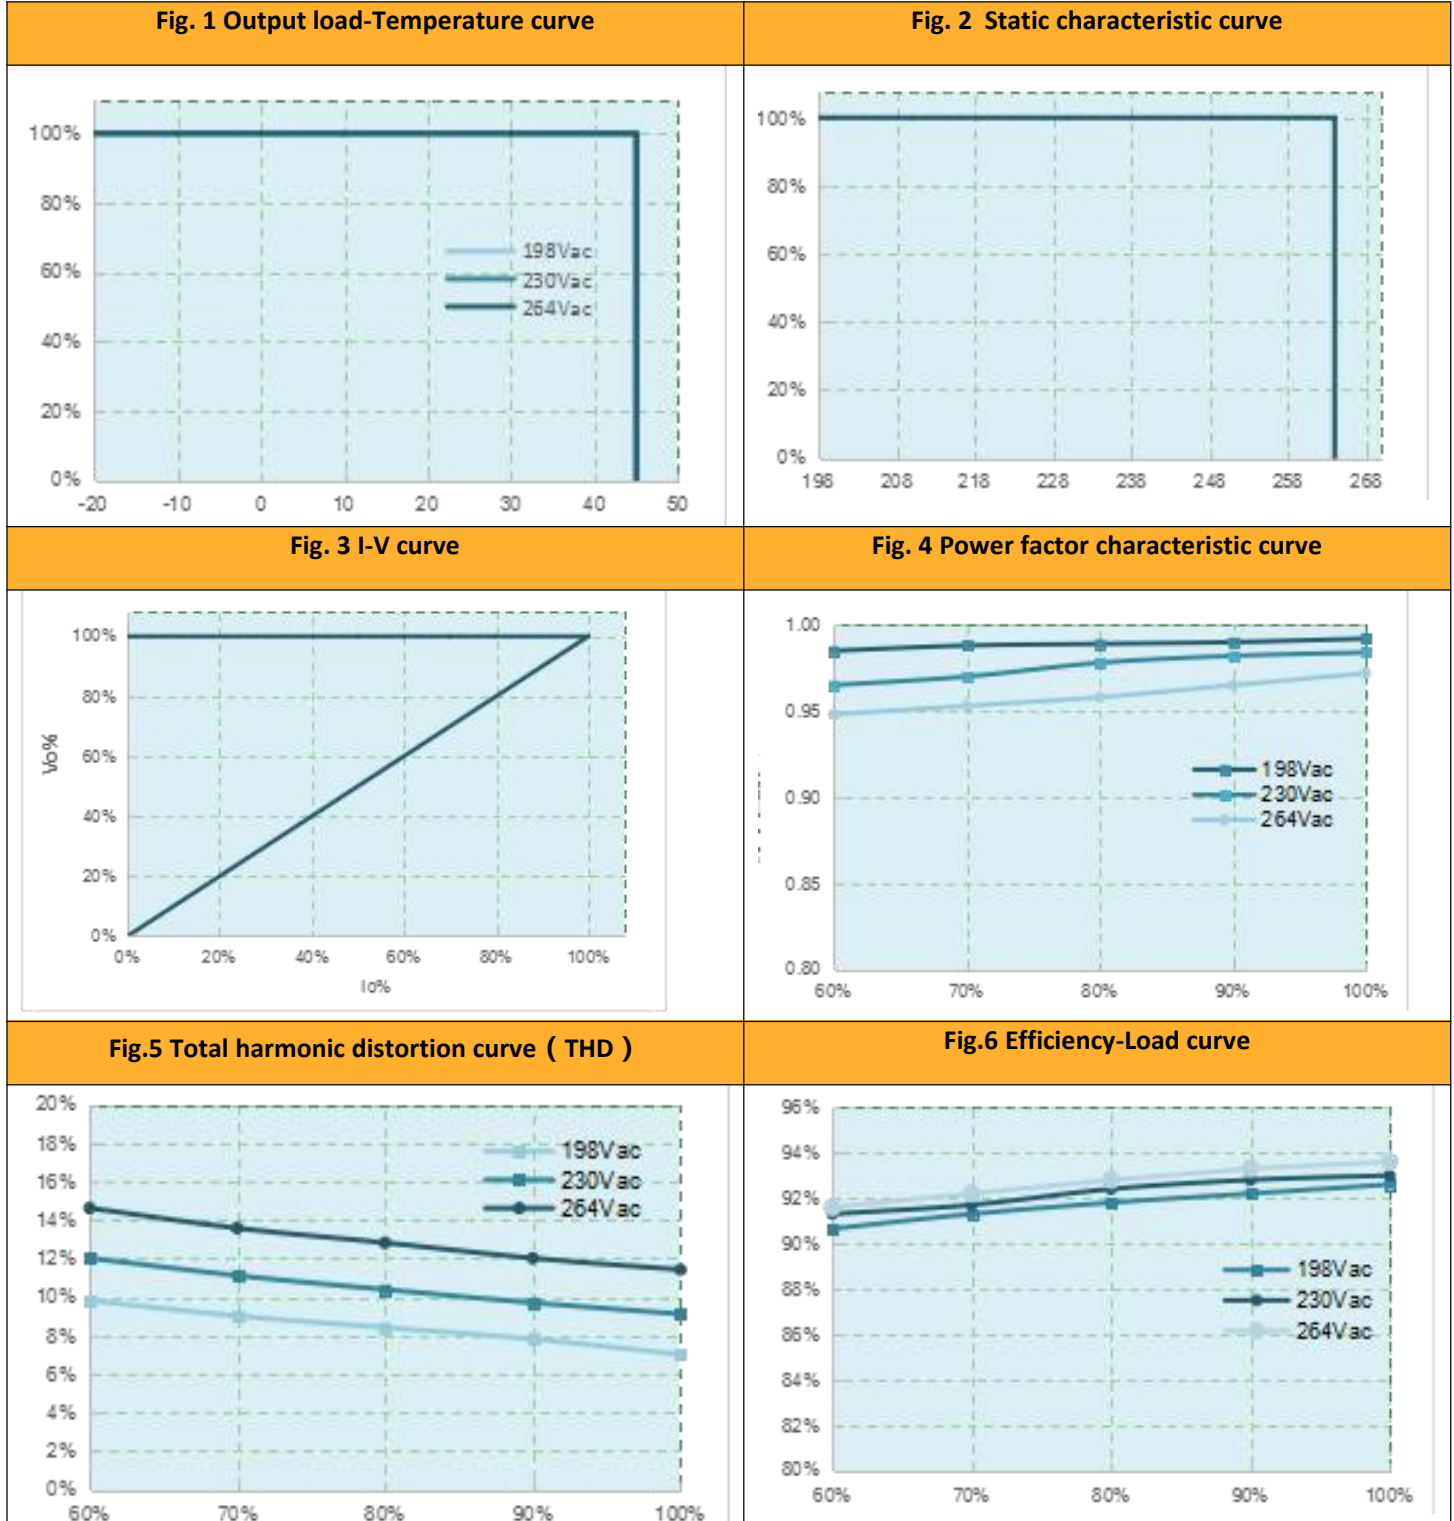 Fig. 1 Output load-Temperature curve
Fig. 2 Static characteristic curve
100%
80%
60%
40%
20%
0%
-20 -10 0 10 20 30 40 50
198Vac
230Vac
264Vac
100%
80%
60%
40%
20%
0%
198 208 218 228 238 248 258 268
Fig. 3 I-V curve
Fig. 4 Power factor characteristic curve
Vo%
100%
80%
60%
40%
20%
0%
0% 20% 40% 60% 80% 100%
Io%
1.00
0.95
0.90
0.85
0.80
60% 70% 80% 90% 100%
198Vac
230Vac
264Vac
Fig.5 Total harmonic distortion curve ( THD )
Fig.6 Efficiency-Load curve
20%
18%
16%
14%
12%
10%
8%
6%
4%
2%
0%
60% 70% 80% 90% 100%
198Vac
230Vac
264Vac
96%
94%
92%
90%
88%
86%
84%
82%
80%
60% 70% 80% 90% 100%
198Vac
230Vac
264Vac